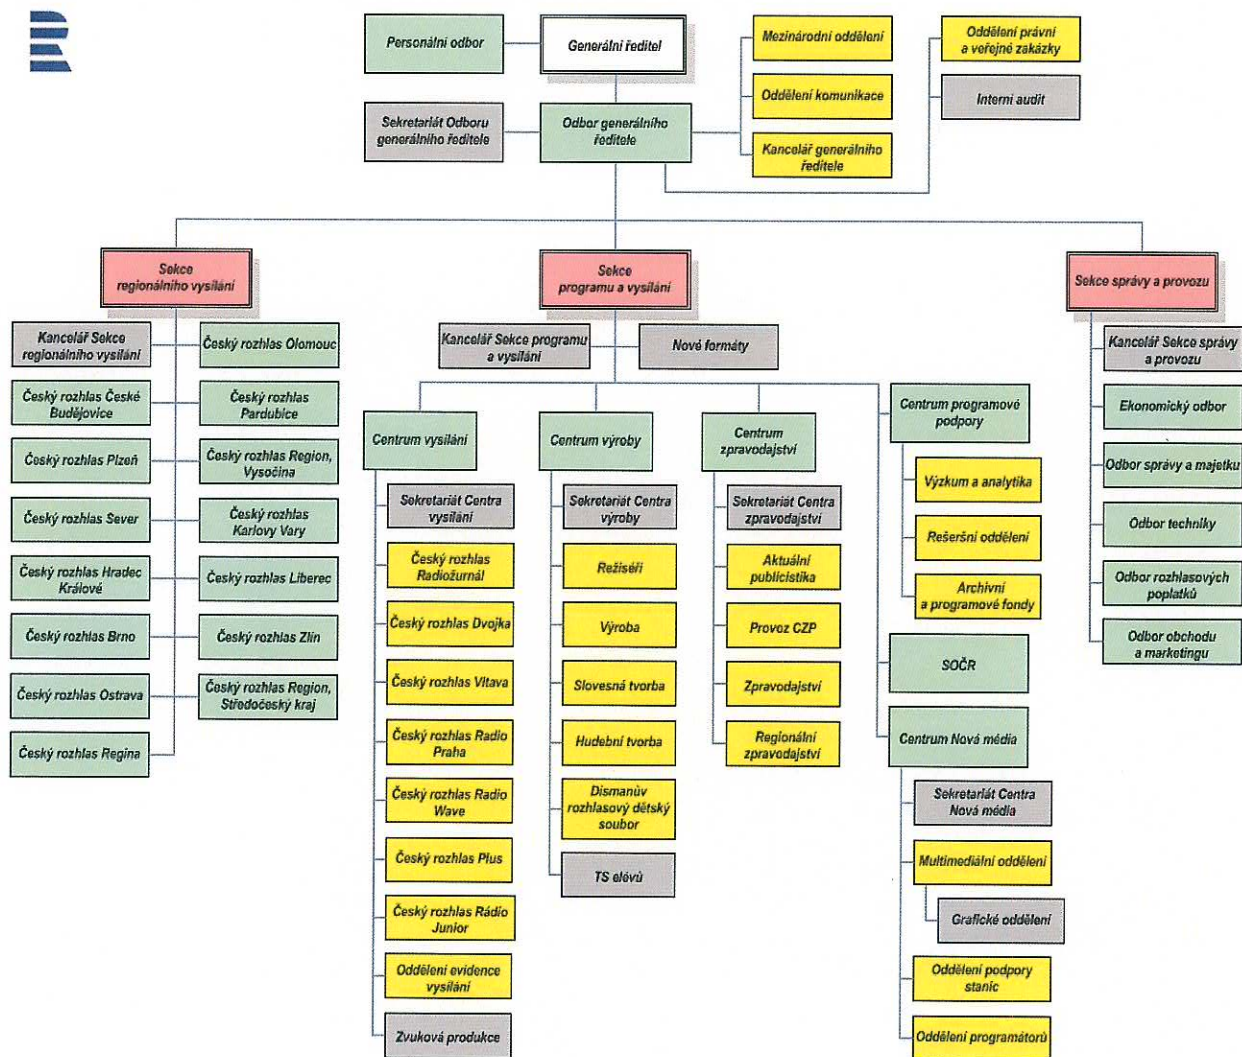 Personální odbor
Generální ředitel
Mezinárodní oddělení
Oddělení právní
a veřejné zakázky
Oddělení komunikace
Interní audit
Sekretariát Odboru
generálního ředitele
Odbor generálního
ředitele
Kancelář generálního
ředitele
Sekce
regionálního vysílání
Kancelář Sekce
regionálního vysílání
Český rozhlas Olomouc
Český rozhlas České
Budějovice
Český rozhlas
Pardubice
Český rozhlas Plzeň
Český rozhlas Region,
Vysočina
Český rozhlas Sever
Český rozhlas
Karlovy Vary
Český rozhlas Hradec
Králové
Český rozhlas Liberec
Český rozhlas Brno
Český rozhlas Zlín
Český rozhlas Ostrava
Český rozhlas Region,
Středočeský kraj
Český rozhlas Regina
Sekce
programu a vysílání
Kancelář Sekce programu
a vysílání
Nové formáty
Centrum vysílání
Sekretariát Centra
vysílání
Český rozhlas
Radiožurnál
Český rozhlas Dvojka
Český rozhlas Vltava
Český rozhlas Radio
Praha
Český rozhlas Radio
Wave
Český rozhlas Plus
Český rozhlas Rádio
Junior
Oddělení evidence
vysílání
Zvuková produkce
Centrum výroby
Sekretariát Centra
výroby
Režiséři
Výroba
Slovesná tvorba
Hudební tvorba
Dismanův
rozhlasový dětský
soubor
TS elévů
Centrum
zpravodajství
Sekretariát Centra
zpravodajství
Aktuální
publicistika
Provoz CZP
Zpravodajství
Regionální
zpravodajství
Centrum programové
podpory
Výzkum a analytika
Rešeršní oddělení
Archivní
a programové fondy
SOČR
Centrum Nová média
Sekretariát Centra
Nová média
Multimediální oddělení
Grafické oddělení
Oddělení podpory
stanic
Oddělení programátorů
Sekce správy a provozu
Kancelář Sekce správy
a provozu
Ekonomický odbor
Odbor správy a majetku
Odbor techniky
Odbor rozhlasových
poplatků
Odbor obchodu
a marketingu